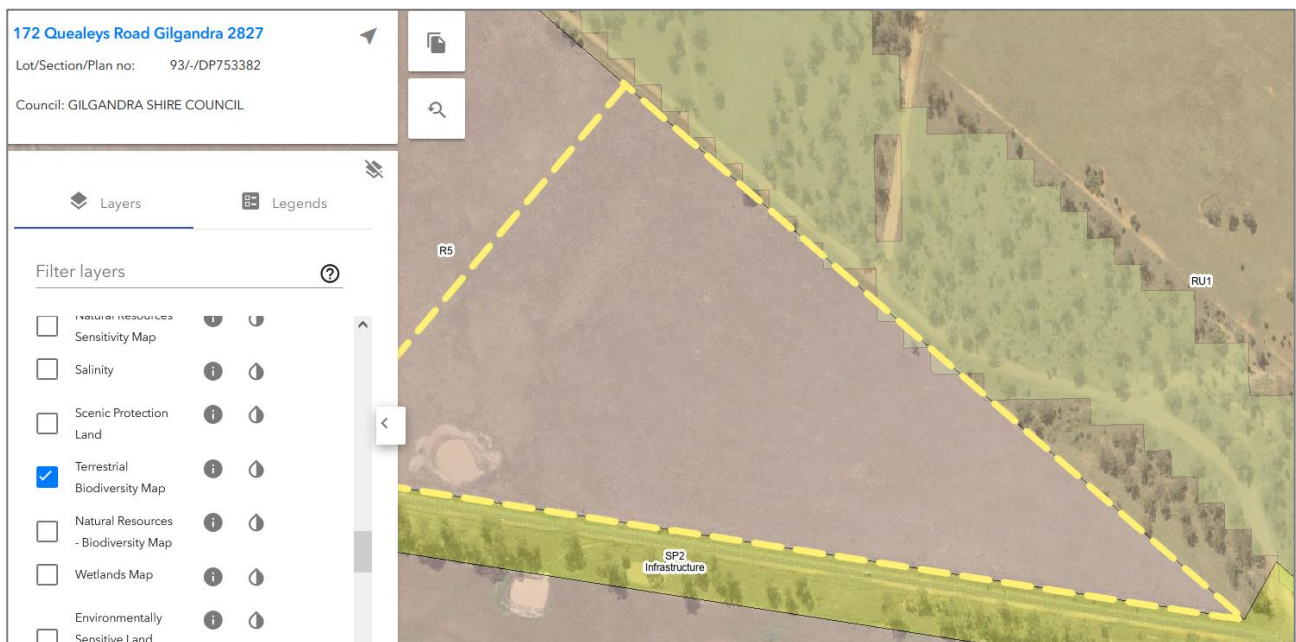 172 Quealeys Road Gilgandra 2827
Lot/Section/Plan no: 93/-/DP753382
Council: GILGANDRA SHIRE COUNCIL
Layers
Legends
Filter layers
Natural Resources
Sensitivity Map
Salinity
Scenic Protection
Land
Terrestrial
Biodiversity Map
Natural Resources
- Biodiversity Map
Wetlands Map
Environmentally
Sensitive Land
R5
RU1
SP2
Infrastructure